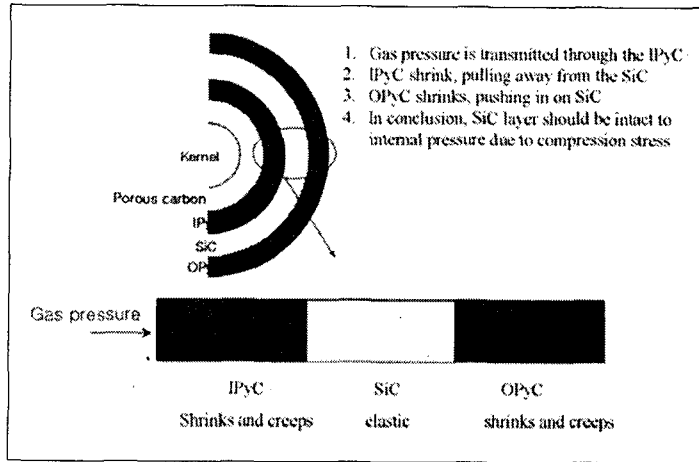 1. Gas pressure is transmitted through the IPyC
2. IPyC shrink, pulling away from the SiC
3. OPyC shrinks, pushing in on SiC
4. In conclusion, SiC layer should be intact to
internal pressure due to compression stress
Kernel
Porous carbon
IP
SiC
OP
Gas pressure
IPyC SiC OPyC
Shrinks and creeps elastic shrinks and creeps